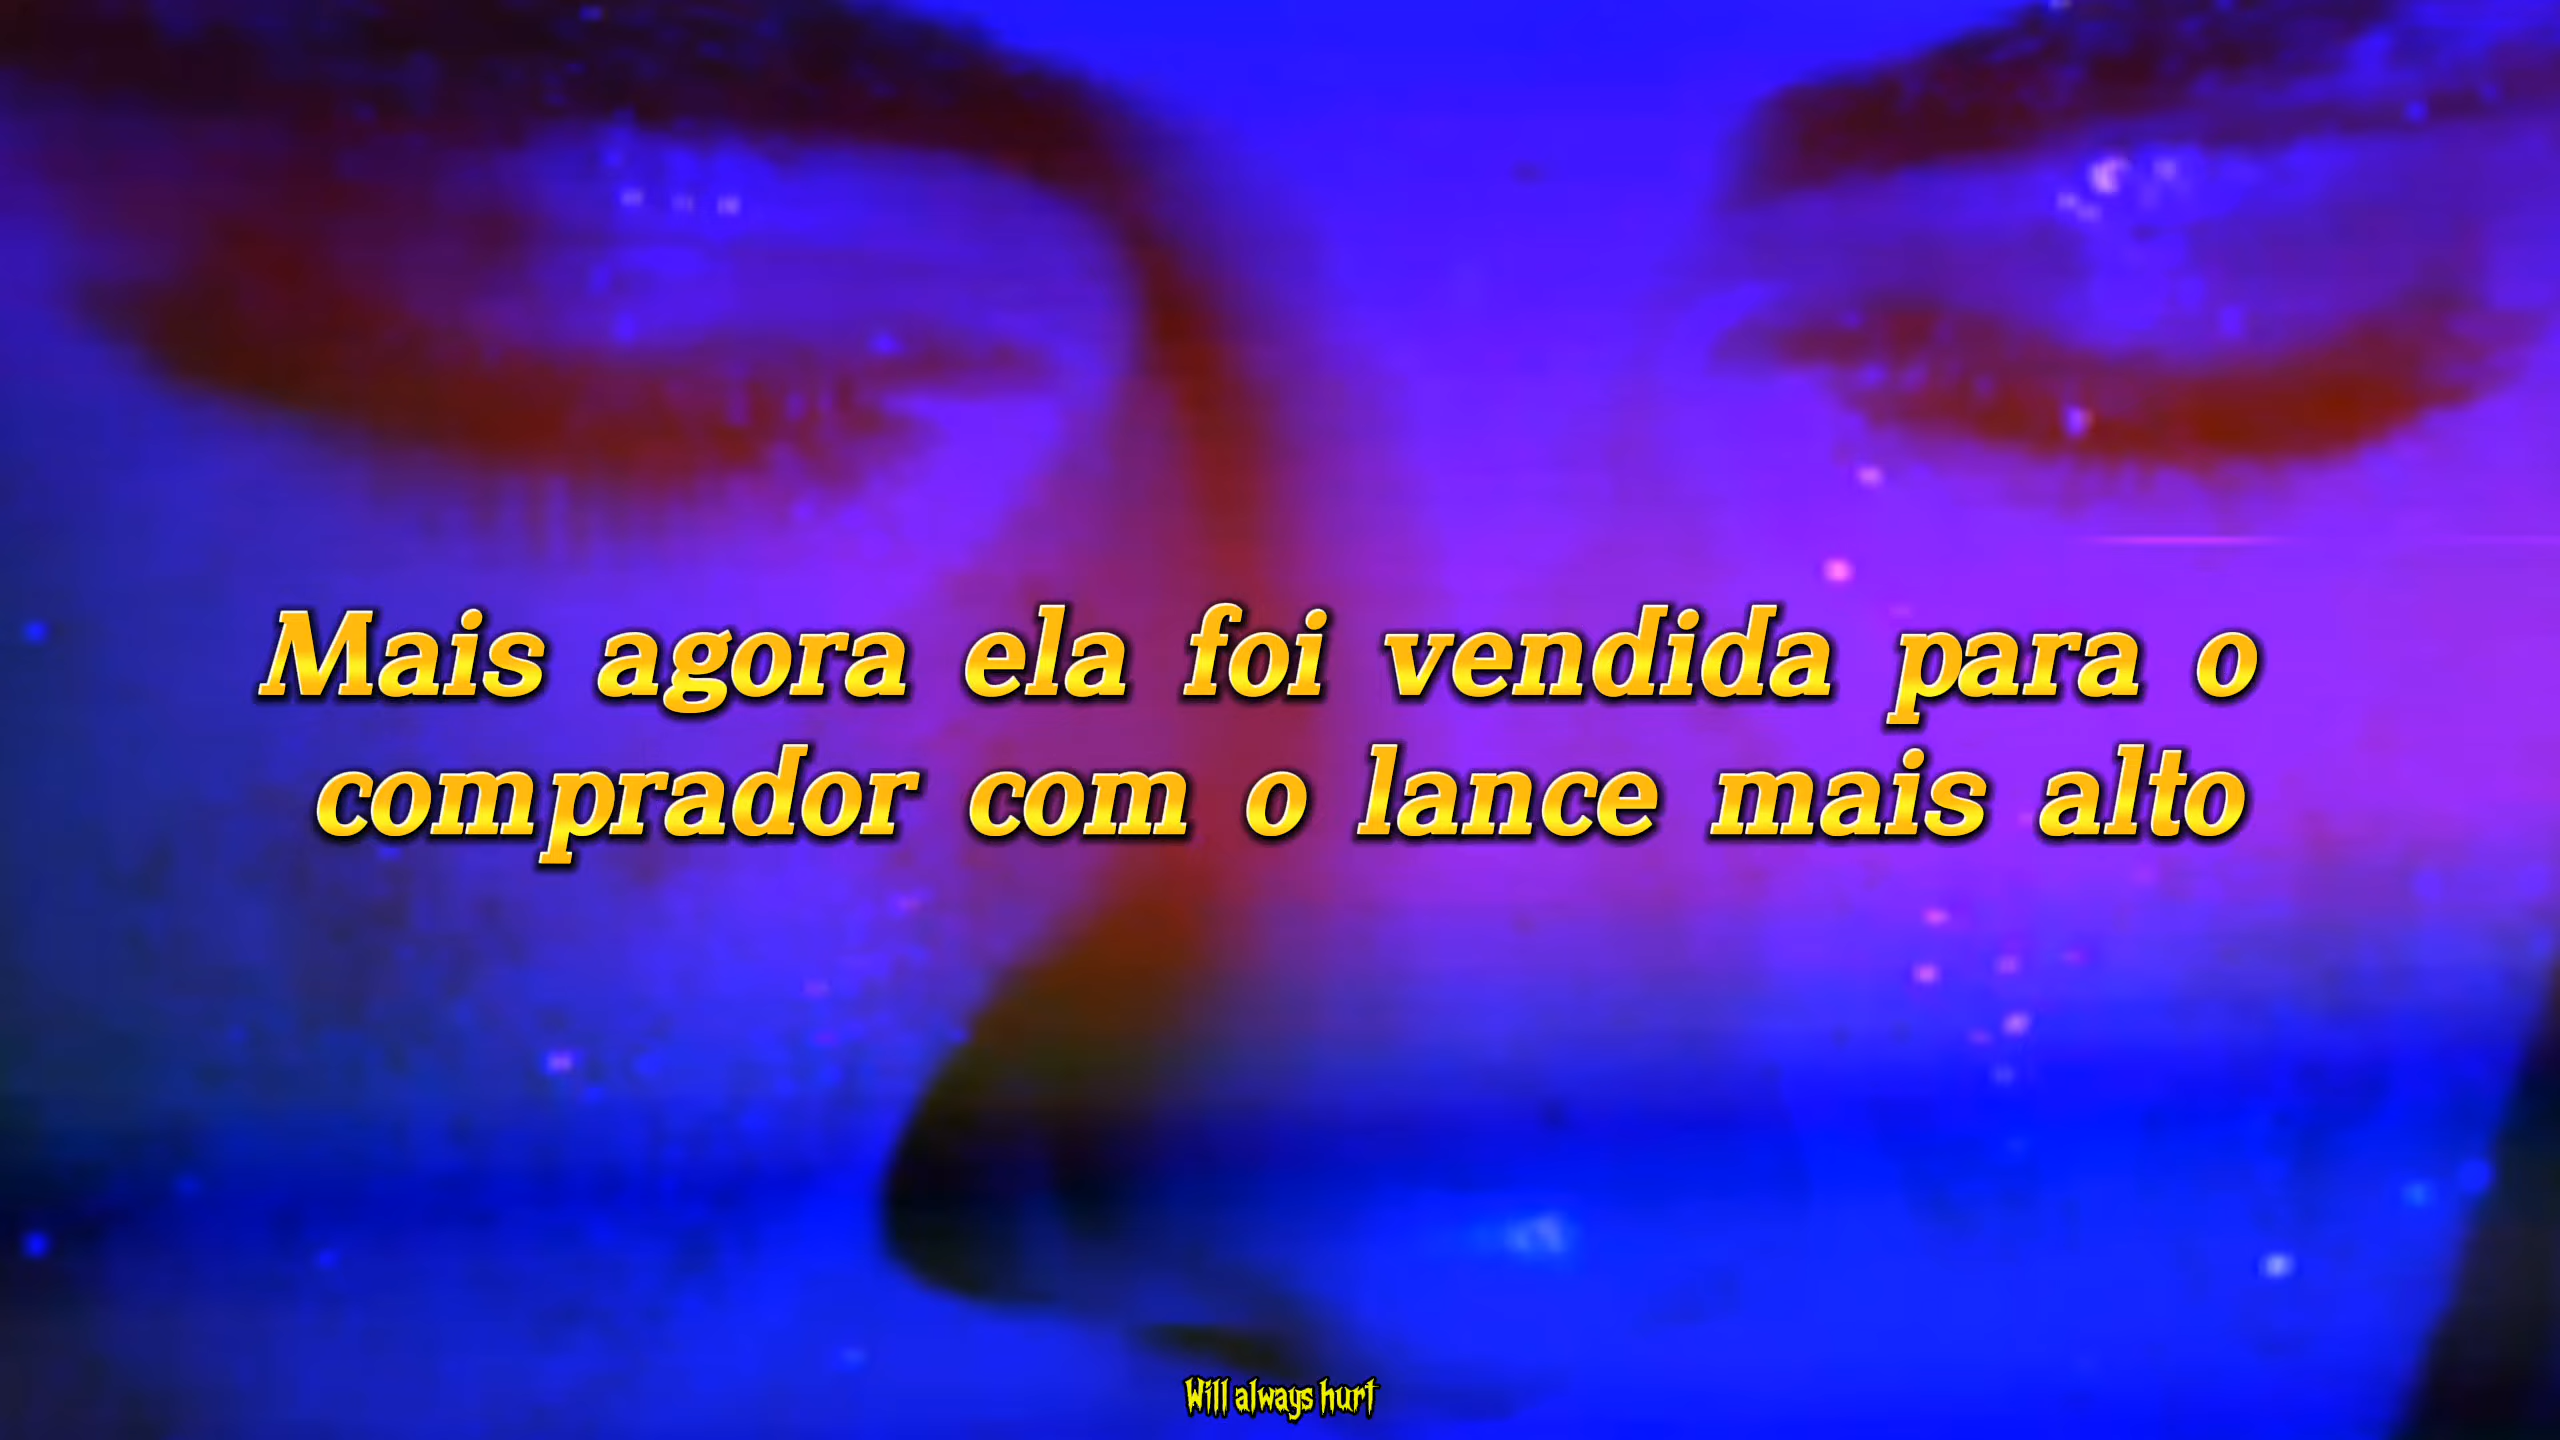 Mais agora ela foi vendida para o
comprador com o lance mais alto
Will always hurt